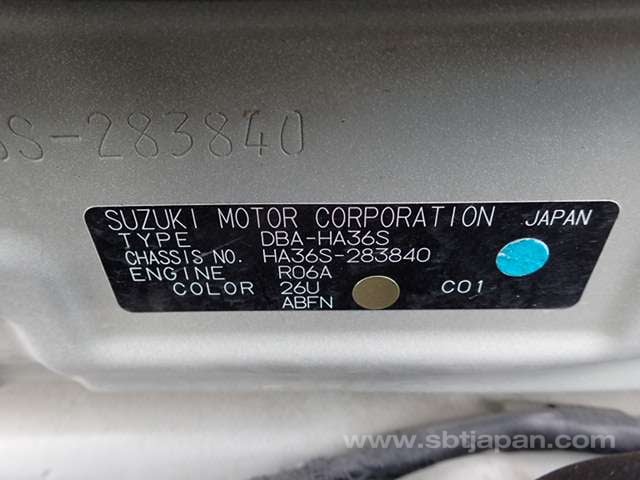 6S-283840
SUZUKI MOTOR CORPORATION JAPAN
TYPE DBA-HA36S
CHASSIS NO. HA36S-283840
ENGINE R06A
COLOR 26U C01
ABFN
www.sbtjapan.com